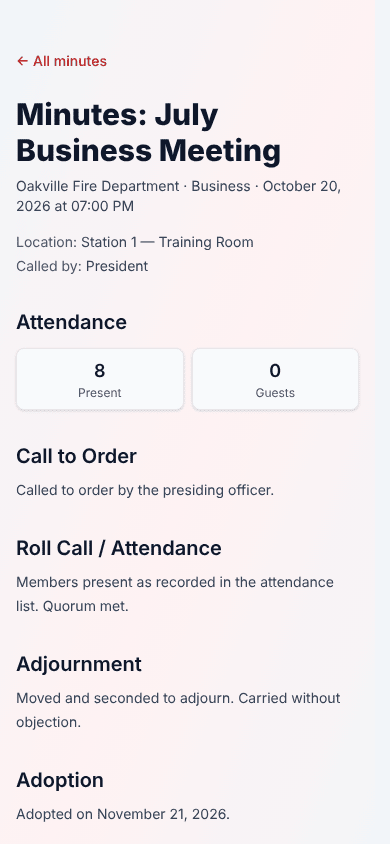 ← All minutes
Minutes: July
Business Meeting
Oakville Fire Department · Business · October 20,
2026 at 07:00 PM
Location: Station 1 — Training Room
Called by: President
Attendance
8
Present
0
Guests
Call to Order
Called to order by the presiding officer.
Roll Call / Attendance
Members present as recorded in the attendance
list. Quorum met.
Adjournment
Moved and seconded to adjourn. Carried without
objection.
Adoption
Adopted on November 21, 2026.